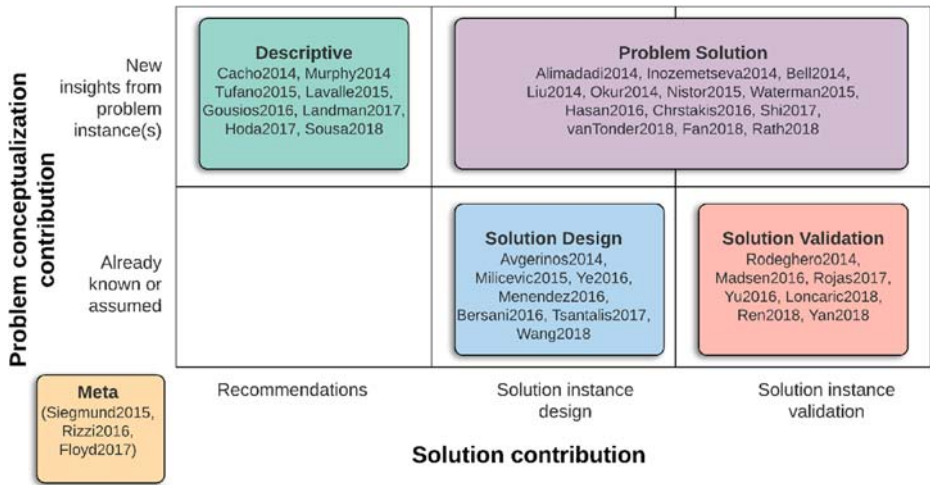 Problem conceptualization
contribution
New
insights from
problem
instance(s)
Descriptive
Cacho2014, Murphy2014
Tufano2015, Lavalle2015,
Gousios2016, Landman2017,
Hoda2017, Sousa2018
Problem Solution
Alimadadi2014, Inozemetseva2014, Bell2014,
Liu2014, Okur2014, Nistor2015, Waterman2015,
Hasan2016, Chrstakis2016, Shi2017,
vanTonder2018, Fan2018, Rath2018
Already
known or
assumed
Solution Design
Avgerinos2014,
Milicevic2015, Ye2016,
Menendez2016,
Bersani2016, Tsantalis2017,
Wang2018
Solution Validation
Rodeghero2014,
Madsen2016, Rojas2017,
Yu2016, Loncaric2018,
Ren2018, Yan2018
Meta
(Siegmund2015,
Rizzi2016,
Floyd2017)
Recommendations
Solution instance
design
Solution instance
validation
Solution contribution